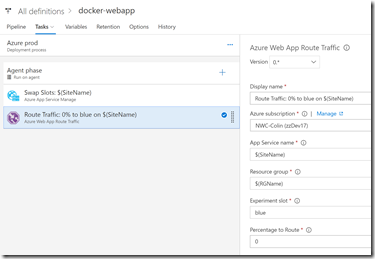 All definitions > docker-webapp
Pipeline Tasks Variables Retention Options History
Azure prod
Deployment process
Agent phase
Run on agent
Swap Slots: $(SiteName)
Azure App Service Manage
Route Traffic: 0% to blue on $(SiteName)
Azure Web App Route Traffic
Azure Web App Route Traffic
Version 0.*
Display name *
Route Traffic: 0% to blue on $(SiteName)
Azure subscription * | Manage
NWC-Colin (zzDev17)
App Service name *
$(SiteName)
Resource group *
$(RGName)
Experiment slot *
blue
Percentage to Route *
0